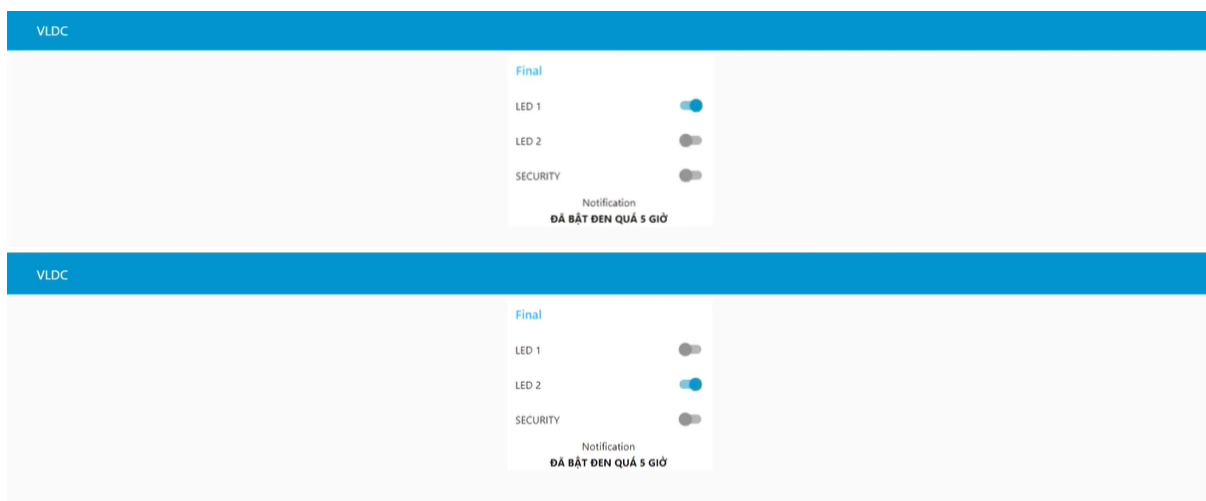 VLDC
Final
LED 1
LED 2
SECURITY
Notification
ĐÃ BẬT ĐEN QUÁ 5 GIỜ
VLDC
Final
LED 1
LED 2
SECURITY
Notification
ĐÃ BẬT ĐEN QUÁ 5 GIỜ